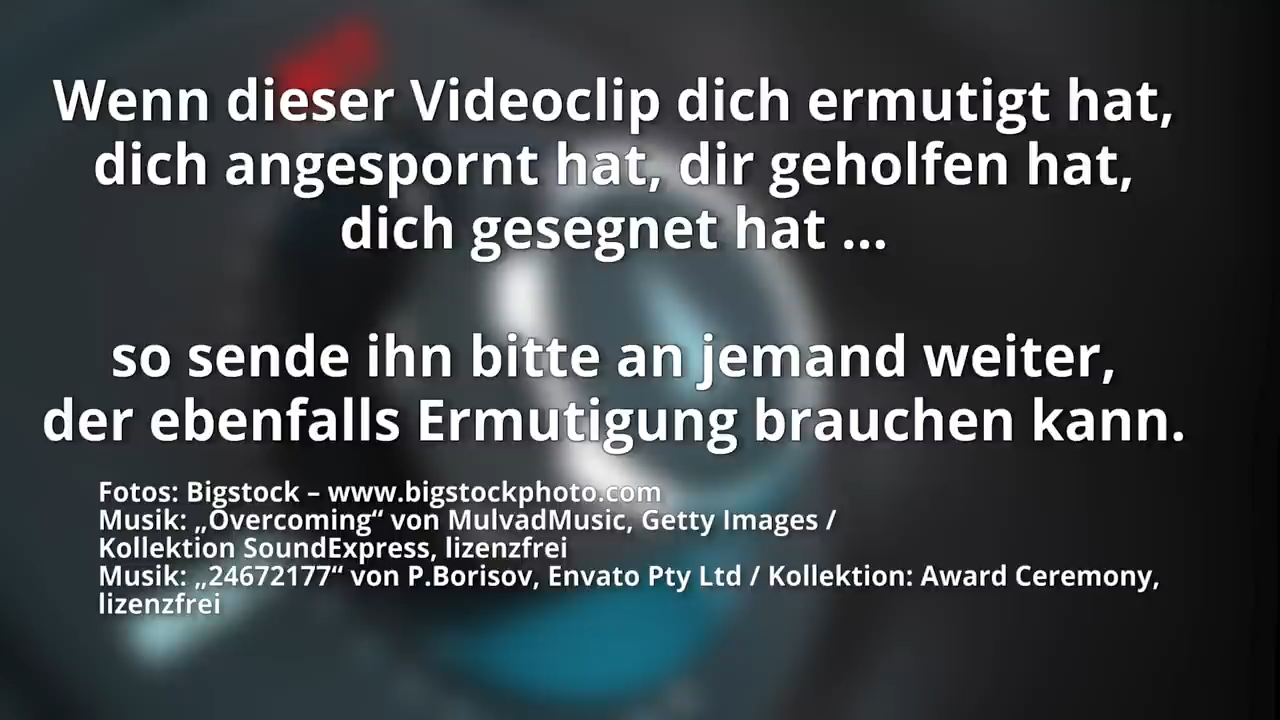 Wenn dieser Videoclip dich ermutigt hat,
dich angespornt hat, dir geholfen hat,
dich gesegnet hat ...
so sende ihn bitte an jemand weiter,
der ebenfalls Ermutigung brauchen kann.
Fotos: Bigstock – www.bigstockphoto.com
Musik: „Overcoming“ von MulvadMusic, Getty Images /
Kollektion SoundExpress, lizenzfrei
Musik: „24672177“ von P.Borisov, Envato Pty Ltd / Kollektion: Award Ceremony,
lizenzfrei